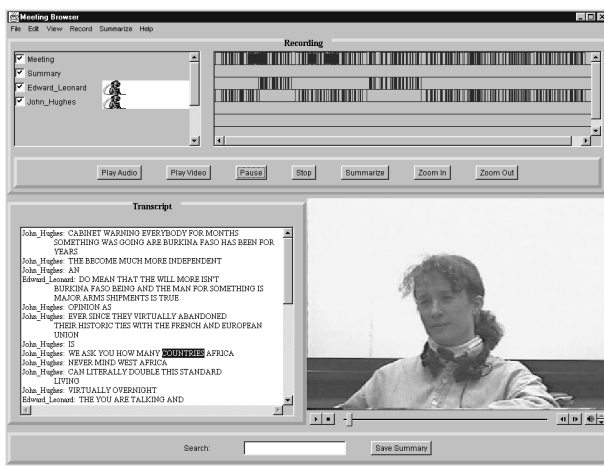 Meeting Browser
File Edit View Record Summarize Help
Recording
Meeting
Summary
Edward_Leonard
John_Hughes
Play Audio Play Video Pause Stop Summarize Zoom In Zoom Out
Transcript
John_Hughes: CABINET WARNING EVERYBODY FOR MONTHS
SOMETHING WAS GOING ARE BURKINA FASO HAS BEEN FOR
YEARS
John_Hughes: THE BECOME MUCH MORE INDEPENDENT
John_Hughes: AN
Edward_Leonard: DO MEAN THAT THE WILL MORE ISN'T
BURKINA FASO BEING AND THE MAN FOR SOMETHING IS
MAJOR ARMS SHIPMENTS IS TRUE
John_Hughes: OPINION AS
John_Hughes: EVER SINCE THEY VIRTUALLY ABANDONED
THEIR HISTORIC TIES WITH THE FRENCH AND EUROPEAN
UNION
John_Hughes: IS
John_Hughes: WE ASK YOU HOW MANY COUNTRIES AFRICA
John_Hughes: NEVER MIND WEST AFRICA
John_Hughes: CAN LITERALLY DOUBLE THIS STANDARD
LIVING
John_Hughes: VIRTUALLY OVERNIGHT
Edward_Leonard: THE YOU ARE TALKING AND
Search: Save Summary